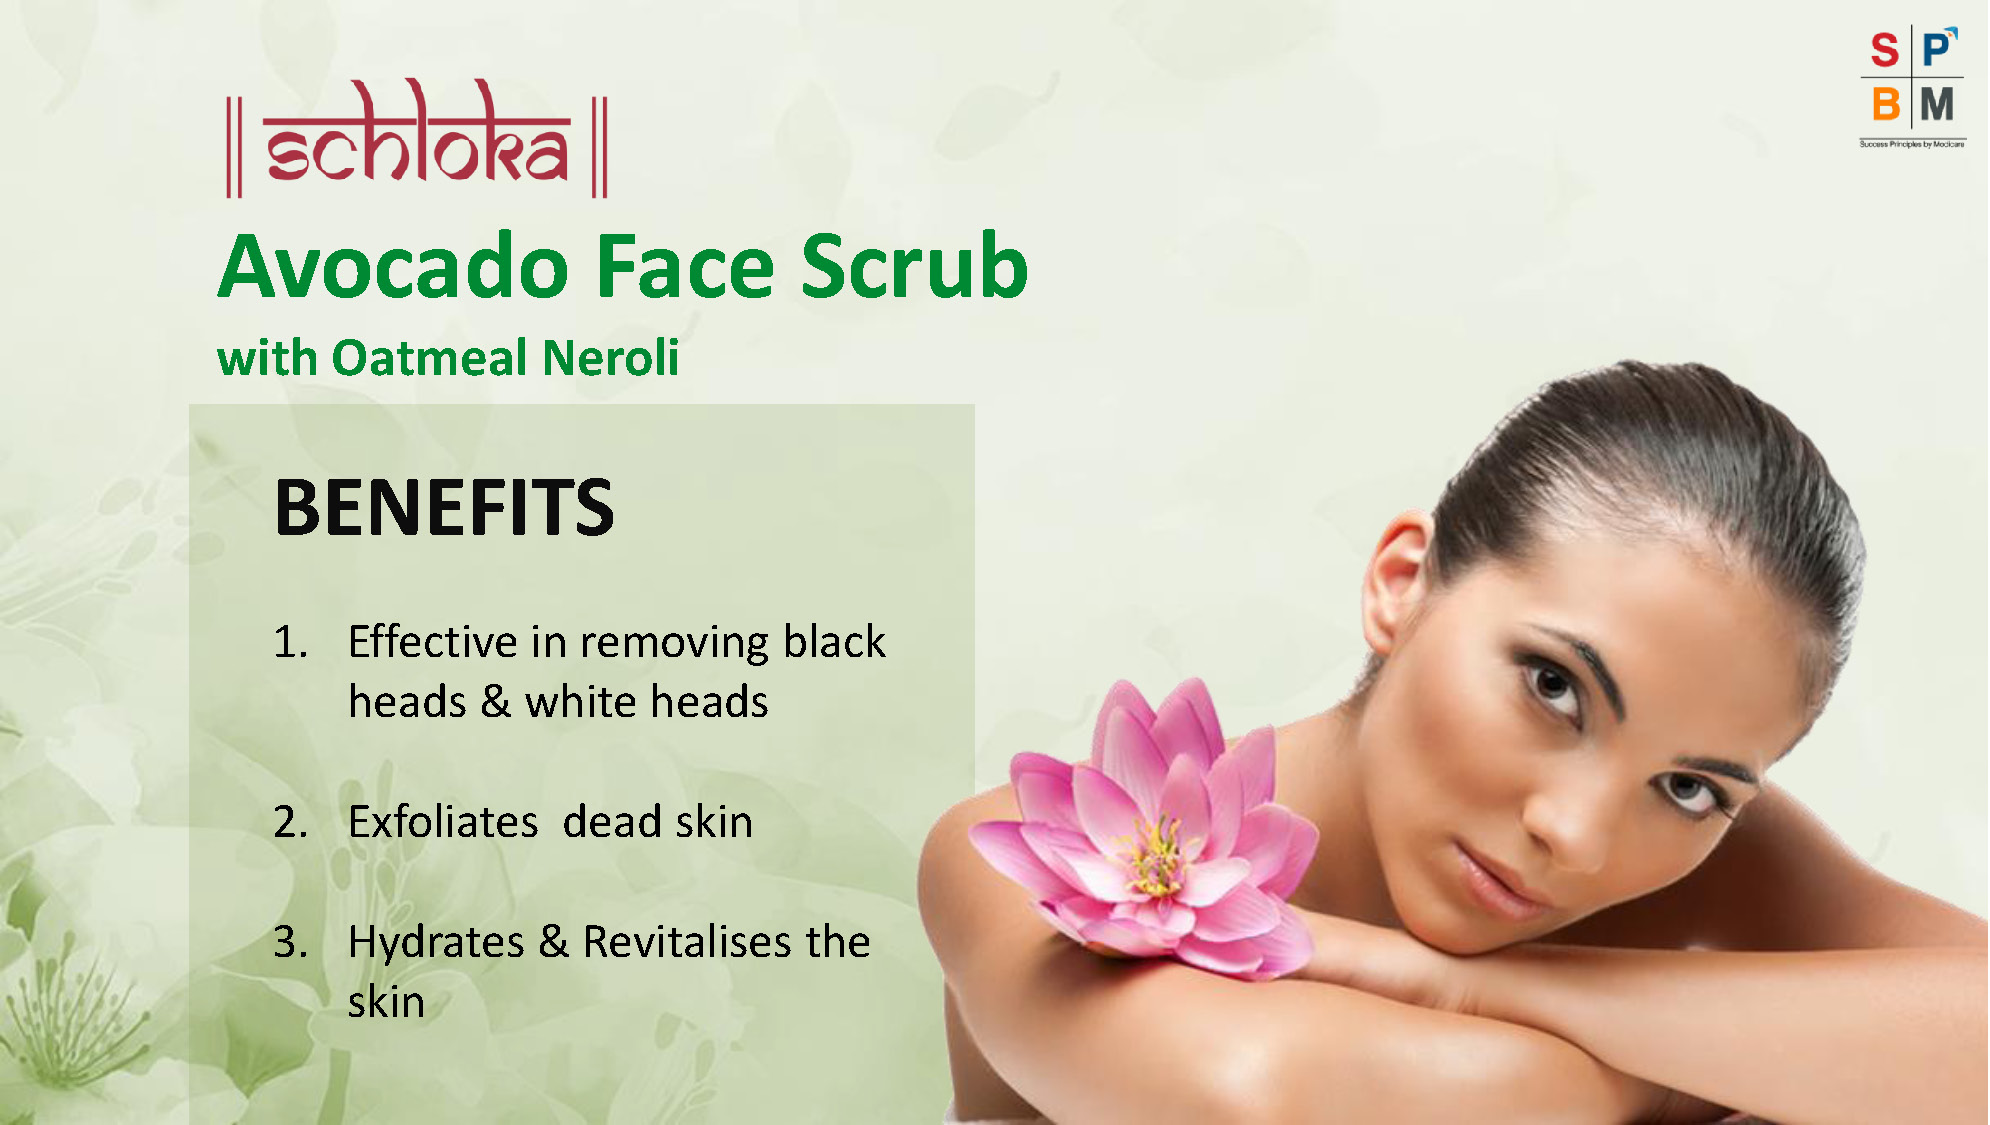 schloka
S P
B M
Success Principles by Modicare
Avocado Face Scrub
with Oatmeal Neroli
BENEFITS
1. Effective in removing black
heads & white heads
2. Exfoliates dead skin
3. Hydrates & Revitalises the
skin